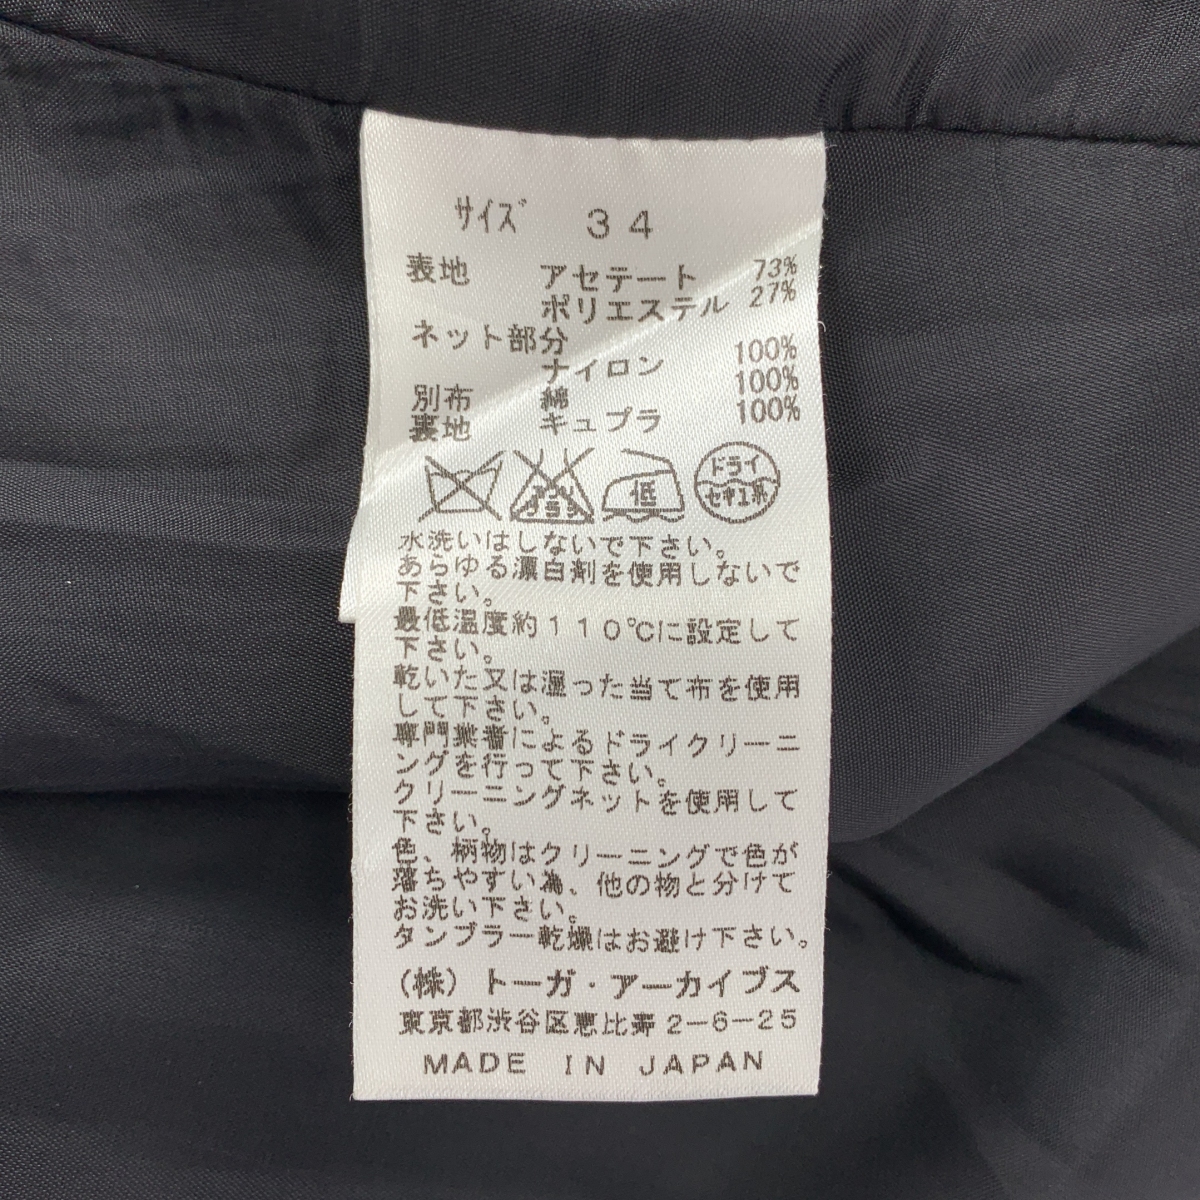 サイズ 34
表地 アセテート 73%
ポリエステル 27%
ネット部分
ナイロン 100%
別布 綿 100%
裏地 キュプラ 100%
エンソ サラシ 低 ドライ セキユ系
水洗いはしないで下さい。
あらゆる漂白剤を使用しないで
下さい。
最低温度約110℃に設定して
下さい。
乾いた又は湿った当て布を使用
して下さい。
専門業者によるドライクリーニ
ングを行って下さい。
クリーニングネットを使用して
下さい。
色、柄物はクリーニングで色が
落ちやすい為、他の物と分けて
お洗い下さい。
タンブラー乾燥はお避け下さい。
(株)トーガ・アーカイブス
東京都渋谷区恵比寿2-6-25
MADE IN JAPAN